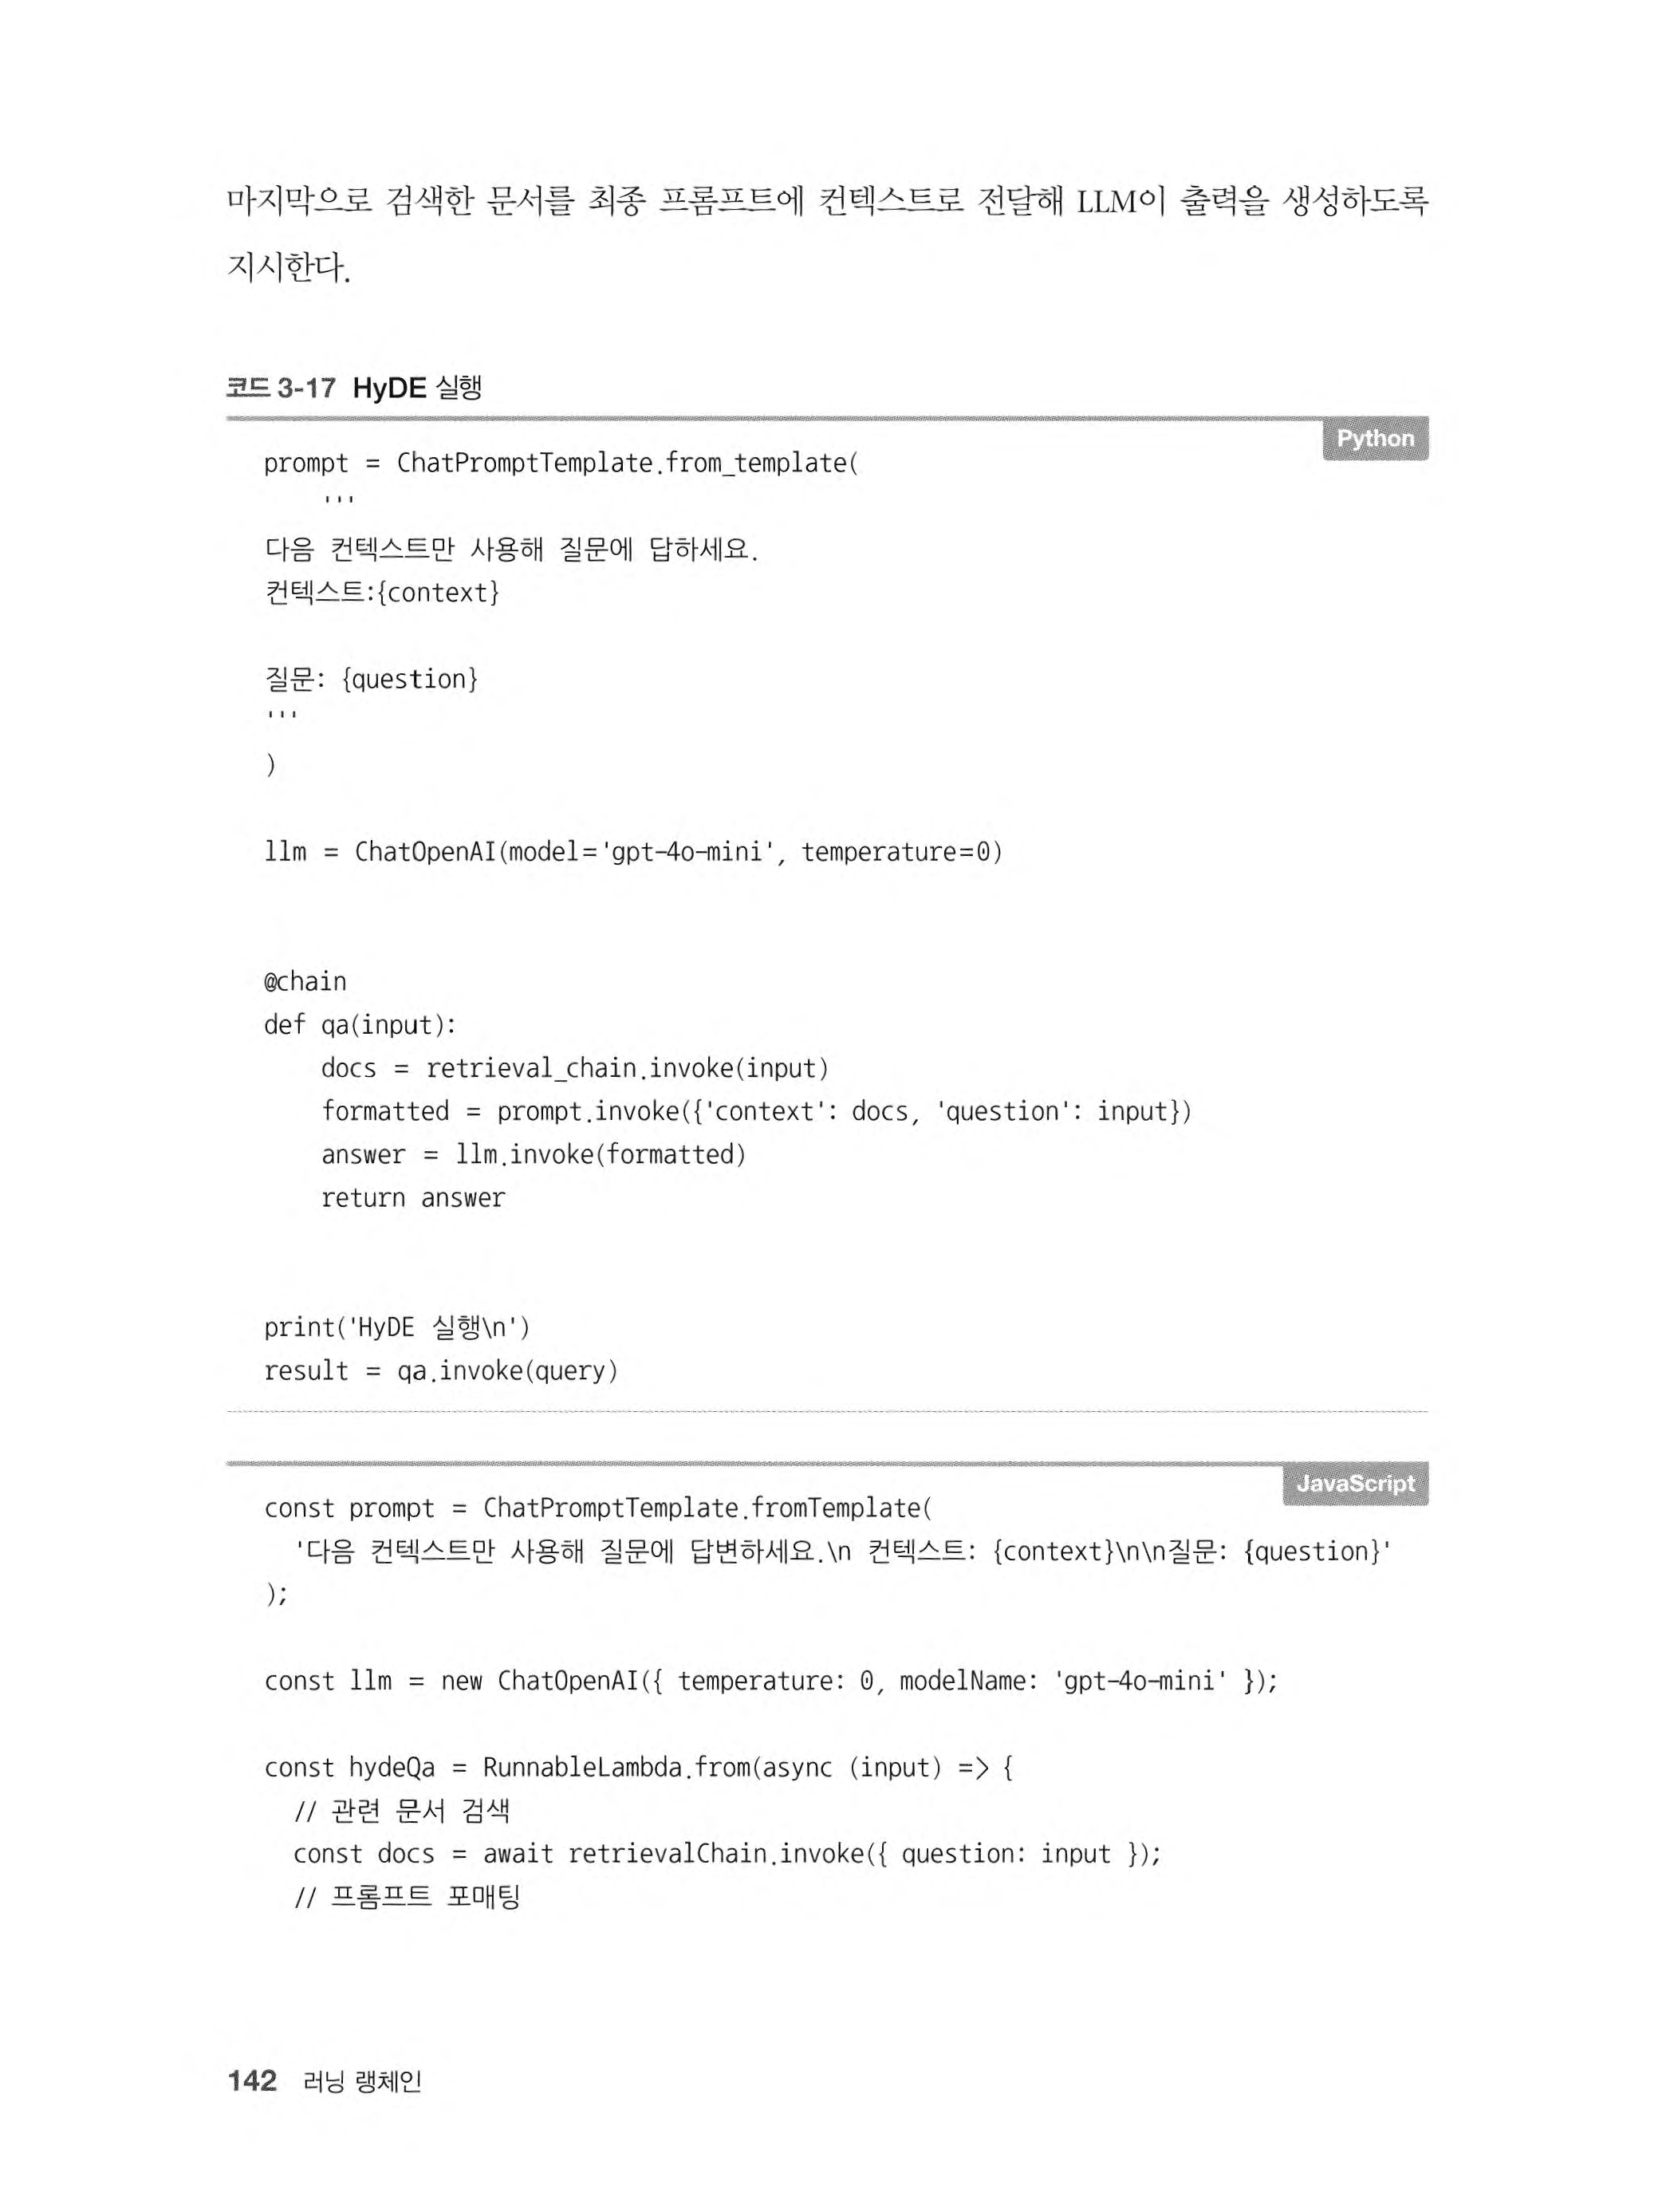 마지막으로 검색한 문서를 최종 프롬프트에 컨텍스트로 전달해 LLM이 출력을 생성하도록
지시한다.
코드 3-17 HyDE 실행
Python
prompt = ChatPromptTemplate.from_template(
    '''
다음 컨텍스트만 사용해 질문에 답하세요.
컨텍스트:{context}

질문: {question}
'''
)

llm = ChatOpenAI(model='gpt-4o-mini', temperature=0)

@chain
def qa(input):
    docs = retrieval_chain.invoke(input)
    formatted = prompt.invoke({'context': docs, 'question': input})
    answer = llm.invoke(formatted)
    return answer

print('HyDE 실행\n')
result = qa.invoke(query)
JavaScript
const prompt = ChatPromptTemplate.fromTemplate(
  '다음 컨텍스트만 사용해 질문에 답변하세요.\n 컨텍스트: {context}\n\n질문: {question}'
);

const llm = new ChatOpenAI({ temperature: 0, modelName: 'gpt-4o-mini' });

const hydeQa = RunnableLambda.from(async (input) => {
  // 관련 문서 검색
  const docs = await retrievalChain.invoke({ question: input });
  // 프롬프트 포매팅
142 러닝 랭체인